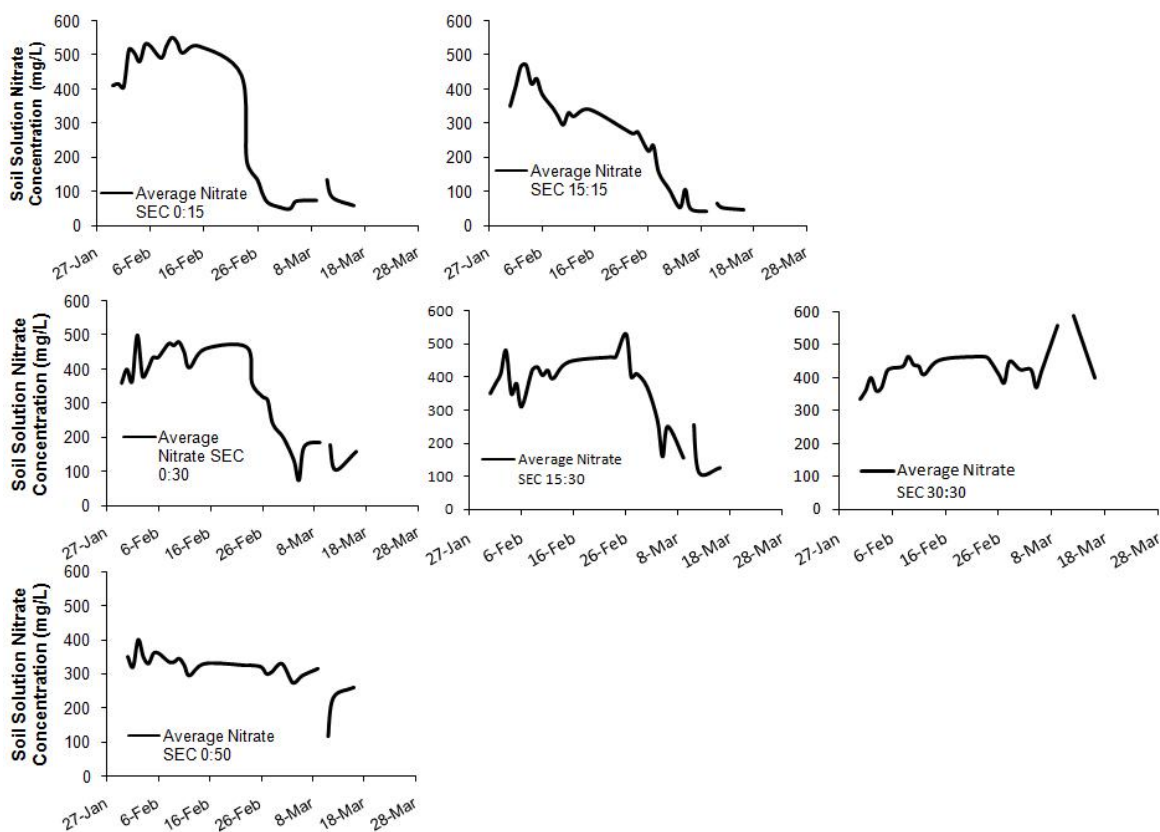 Soil Solution Nitrate
Concentration (mg/L)
600
500
400
300
200
100
0
Average Nitrate
SEC 0:15
27-Jan
6-Feb
16-Feb
26-Feb
8-Mar
18-Mar
28-Mar
600
500
400
300
200
100
0
Average Nitrate
SEC 15:15
27-Jan
6-Feb
16-Feb
26-Feb
8-Mar
18-Mar
28-Mar
Soil Solution Nitrate
Concentration (mg/L)
600
500
400
300
200
100
0
Average
Nitrate SEC
0:30
27-Jan
6-Feb
16-Feb
26-Feb
8-Mar
18-Mar
28-Mar
600
500
400
300
200
100
0
Average Nitrate
SEC 15:30
27-Jan
6-Feb
16-Feb
26-Feb
8-Mar
18-Mar
28-Mar
600
500
400
300
200
100
0
Average Nitrate
SEC 30:30
27-Jan
6-Feb
16-Feb
26-Feb
8-Mar
18-Mar
28-Mar
Soil Solution Nitrate
Concentration (mg/L)
600
500
400
300
200
100
0
Average Nitrate
SEC 0:50
27-Jan
6-Feb
16-Feb
26-Feb
8-Mar
18-Mar
28-Mar